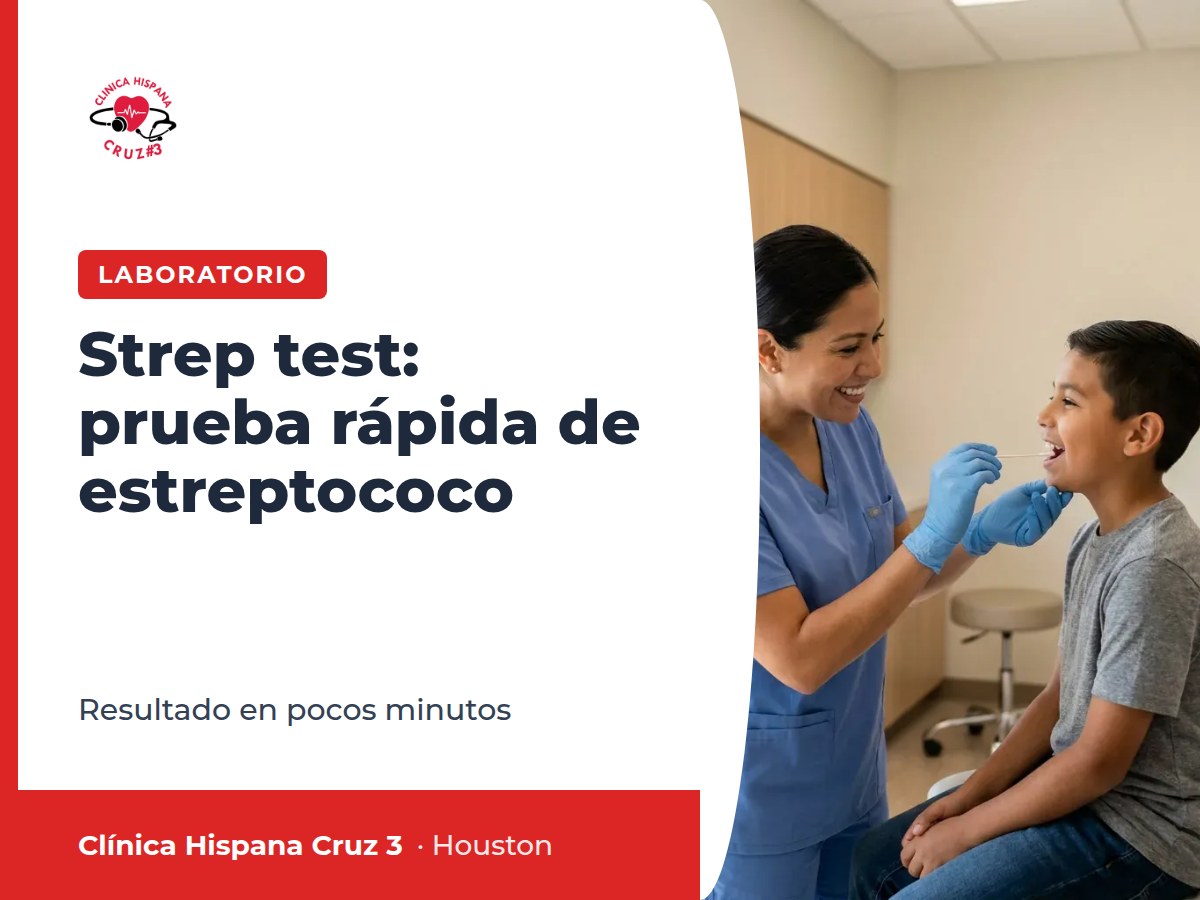 CLINICA HISPANA
CRUZ#3
LABORATORIO
Strep test:
prueba rápida de
estreptococo
Resultado en pocos minutos
Clínica Hispana Cruz 3 · Houston